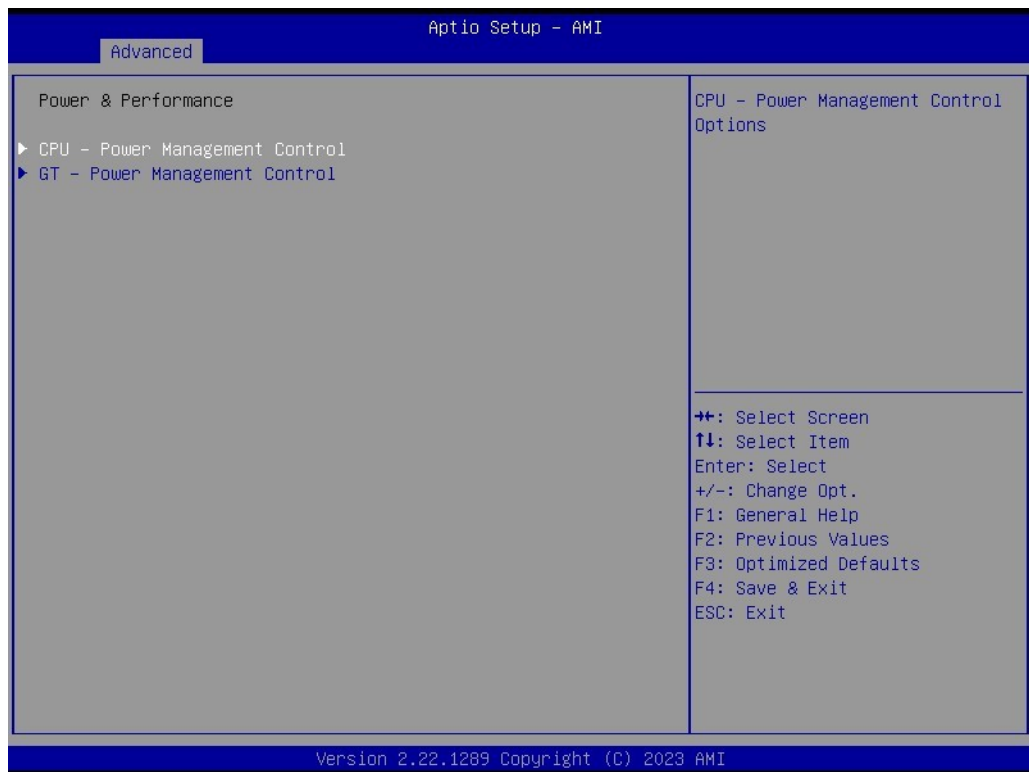 Aptio Setup – AMI
Advanced
Power & Performance
▶ CPU – Power Management Control
▶ GT – Power Management Control
CPU – Power Management Control
Options
→←: Select Screen
↑↓: Select Item
Enter: Select
+/-: Change Opt.
F1: General Help
F2: Previous Values
F3: Optimized Defaults
F4: Save & Exit
ESC: Exit
Version 2.22.1289 Copyright (C) 2023 AMI